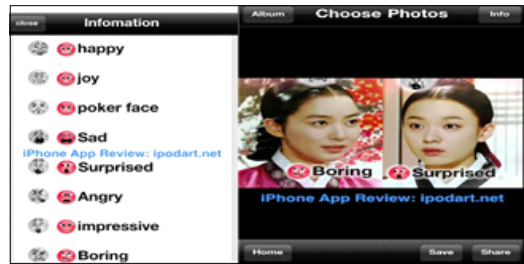 close
Infomation
happy
joy
poker face
Sad
iPhone App Review: ipodart.net
Surprised
Angry
impressive
Boring
Album
Choose Photos
Info
Boring
Surprised
iPhone App Review: ipodart.net
Home
Save
Share